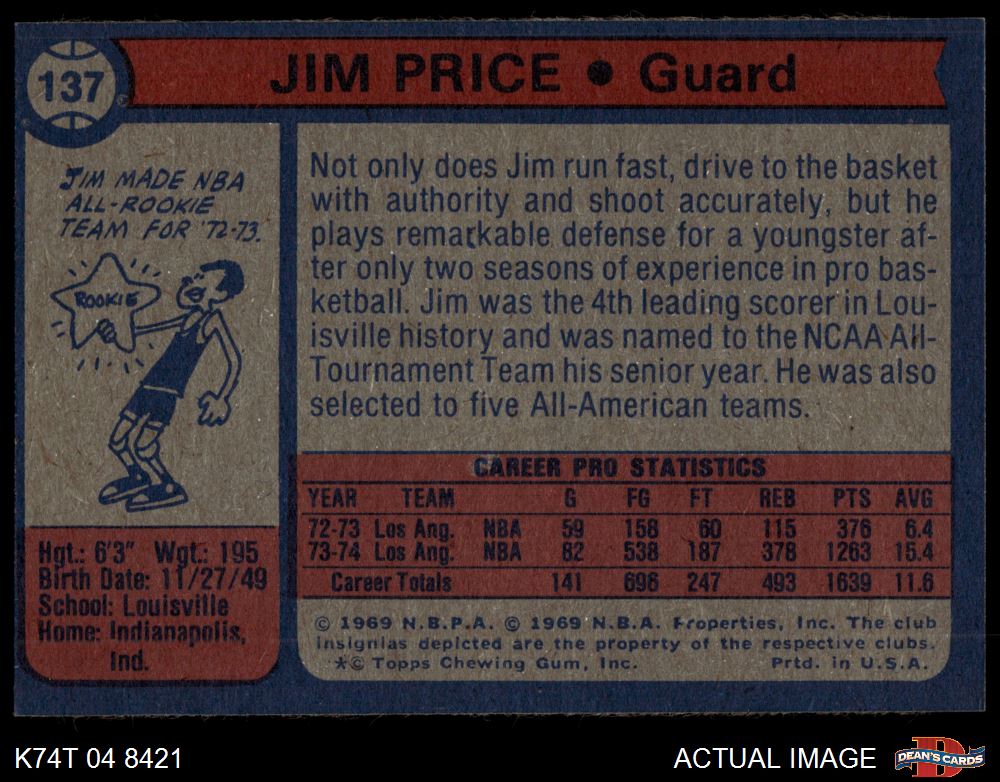 137
JIM PRICE ● Guard
JIM MADE NBA
ALL-ROOKIE
TEAM FOR '72-73.
ROOKIE
Hgt.: 6'3" Wgt.: 195
Birth Date: 11/27/49
School: Louisville
Home: Indianapolis,
Ind.
Not only does Jim run fast, drive to the basket
with authority and shoot accurately, but he
plays remarkable defense for a youngster af-
ter only two seasons of experience in pro bas-
ketball. Jim was the 4th leading scorer in Lou-
isville history and was named to the NCAA All-
Tournament Team his senior year. He was also
selected to five All-American teams.
CAREER PRO STATISTICS
YEAR TEAM G FG FT REB PTS AVG
72-73 Los Ang. NBA 59 158 60 115 376 6.4
73-74 Los Ang. NBA 82 538 187 378 1263 15.4
Career Totals 141 696 247 493 1639 11.6
© 1969 N.B.P.A. © 1969 N.B.A. Properties, Inc. The club
insignias depicted are the property of the respective clubs.
*© Topps Chewing Gum, Inc. Prtd. in U.S.A.
K74T 04 8421
ACTUAL IMAGE
D
DEAN'S CARDS